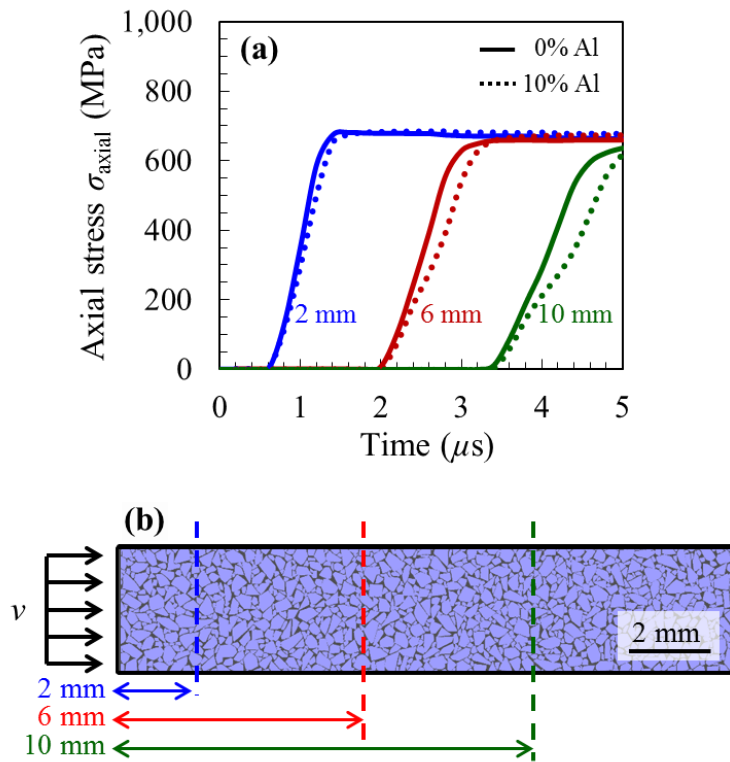 1,000
(a)
0% Al
10% Al
800
600
400
200
0
Axial stress σaxial (MPa)
2 mm
6 mm
10 mm
0 1 2 3 4 5
Time (µs)
(b)
v
2 mm
2 mm
6 mm
10 mm